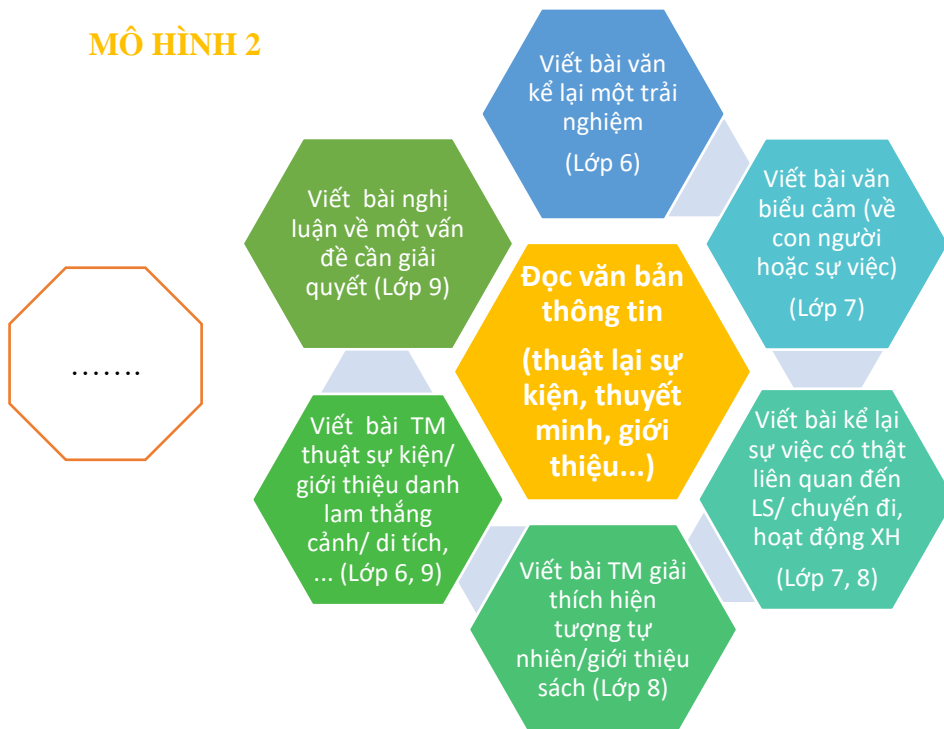 MÔ HÌNH 2
Viết bài văn
kể lại một trải
nghiệm
(Lớp 6)
Viết bài văn
biểu cảm (về
con người
hoặc sự việc)
(Lớp 7)
Viết bài kể lại
sự việc có thật
liên quan đến
LS/ chuyến đi,
hoạt động XH
(Lớp 7, 8)
Viết bài TM giải
thích hiện
tượng tự
nhiên/giới thiệu
sách (Lớp 8)
Viết bài TM
thuật sự kiện/
giới thiệu danh
lam thắng
cảnh/ di tích,
... (Lớp 6, 9)
Viết bài nghị
luận về một vấn
đề cần giải
quyết (Lớp 9)
Đọc văn bản
thông tin
(thuật lại sự
kiện, thuyết
minh, giới
thiệu...)
.......